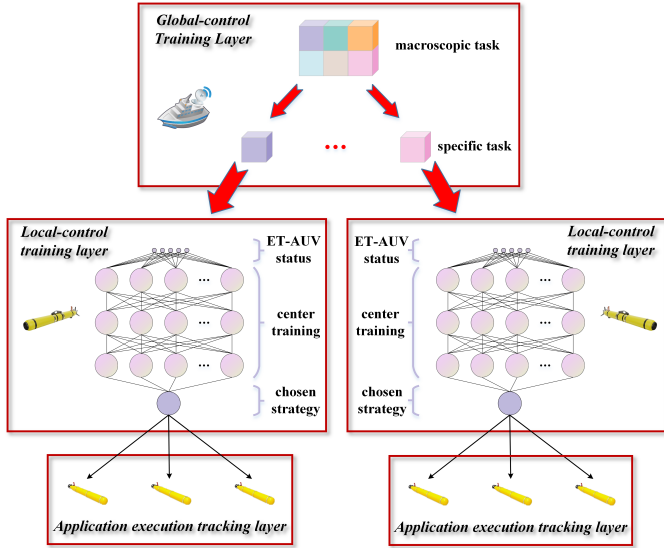 Global-control
Training Layer
macroscopic task
specific task
Local-control
training layer
ET-AUV
status
center
training
chosen
strategy
Application execution tracking layer
Local-control
training layer
ET-AUV
status
center
training
chosen
strategy
Application execution tracking layer